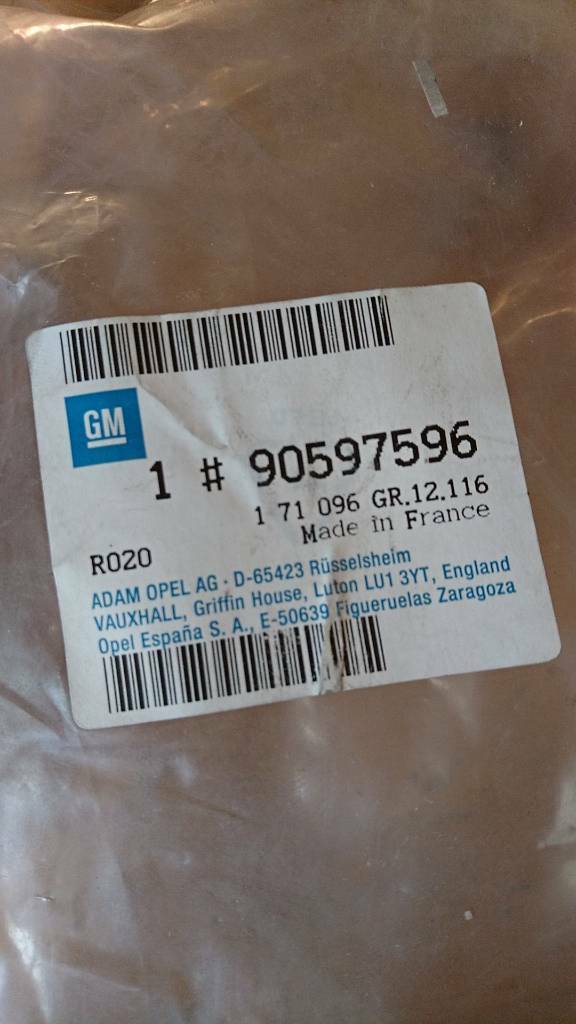 GM
1 # 90597596
1 71 096 GR.12.116
Made in France
R020
ADAM OPEL AG · D-65423 Rüsselsheim
VAUXHALL, Griffin House, Luton LU1 3YT, England
Opel España S. A., E-50639 Figueruelas Zaragoza